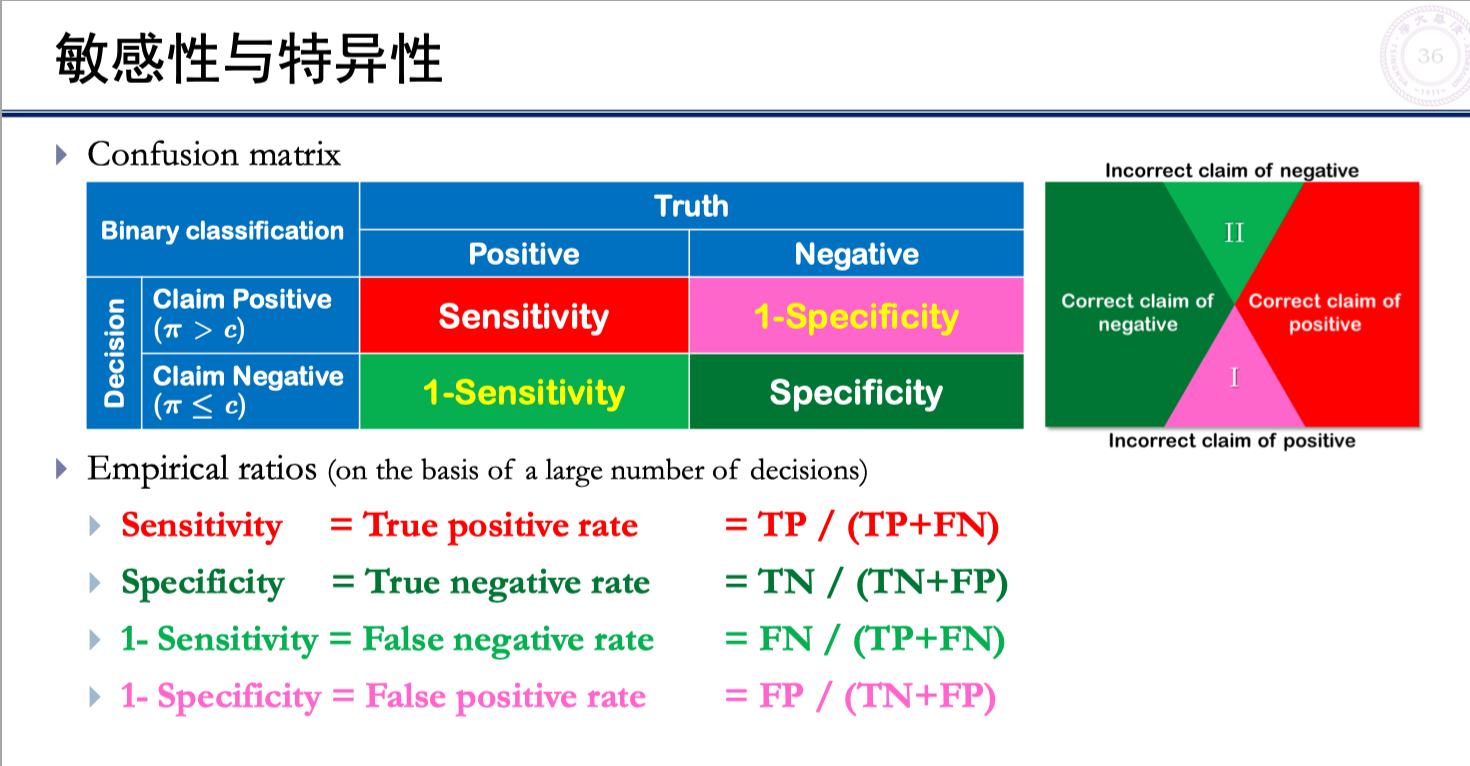 敏感性与特异性
36
Confusion matrix
Binary classification
Truth
Positive
Negative
Decision
Claim Positive
(π > c)
Sensitivity
1-Specificity
Claim Negative
(π ≤ c)
1-Sensitivity
Specificity
Incorrect claim of negative
II
Correct claim of
negative
Correct claim of
positive
I
Incorrect claim of positive
Empirical ratios (on the basis of a large number of decisions)
Sensitivity = True positive rate = TP / (TP+FN)
Specificity = True negative rate = TN / (TN+FP)
1- Sensitivity = False negative rate = FN / (TP+FN)
1- Specificity = False positive rate = FP / (TN+FP)